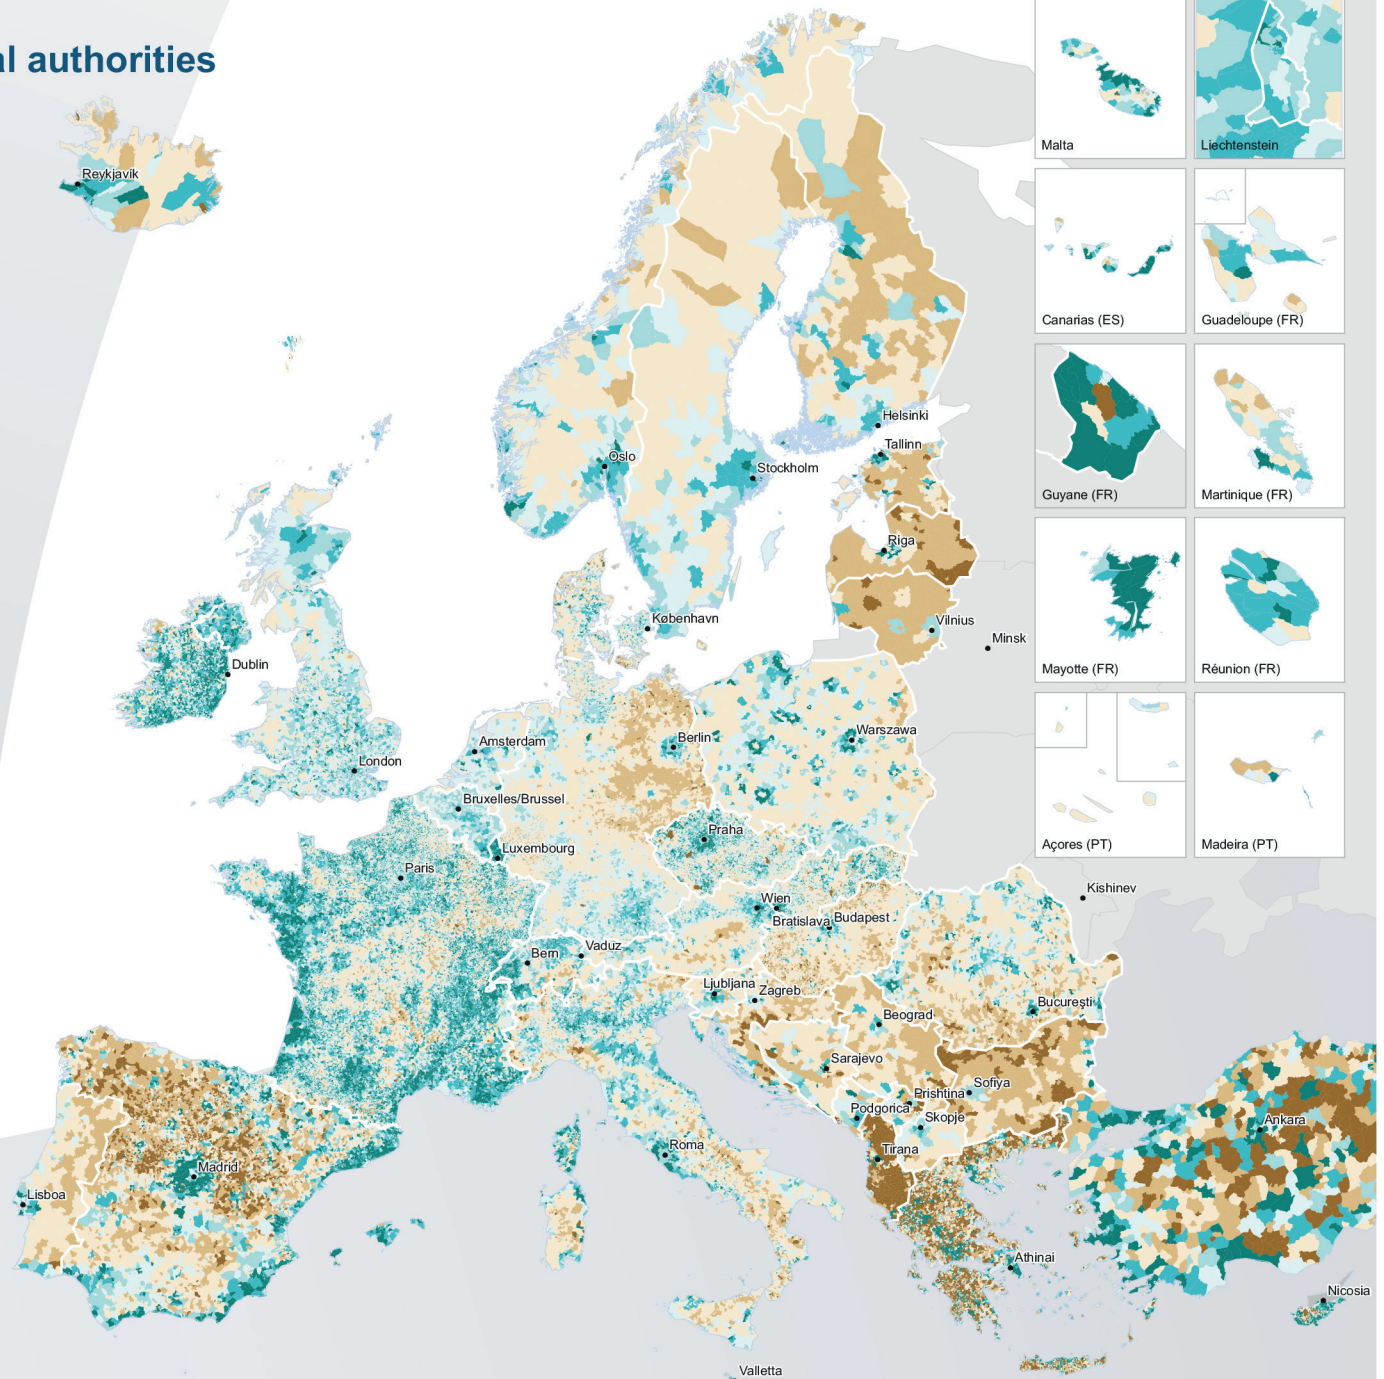 al authorities
Malta
Liechtenstein
Reykjavík
Canarias (ES)
Guadeloupe (FR)
Helsinki
Tallinn
Oslo
Stockholm
Guyane (FR)
Martinique (FR)
Riga
København
Vilnius
Minsk
Dublin
Mayotte (FR)
Réunion (FR)
Amsterdam
Berlin
Warszawa
London
Bruxelles/Brussel
Praha
Luxembourg
Açores (PT)
Madeira (PT)
Paris
Kishinev
Wien
Bratislava
Budapest
Bern
Vaduz
Ljubljana
Zagreb
Bucureşti
Beograd
Sarajevo
Sofiya
Prishtina
Podgorica
Skopje
Ankara
Roma
Tirana
Madrid
Lisboa
Athinai
Nicosia
Valletta